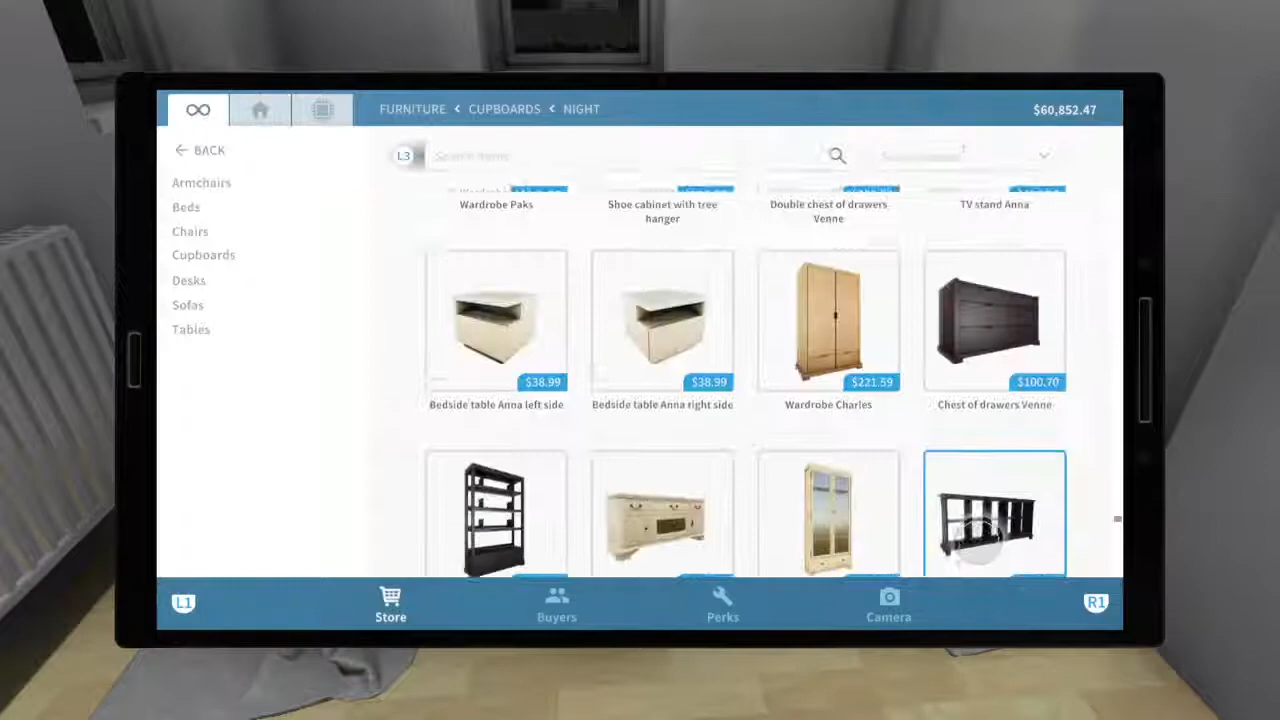 FURNITURE < CUPBOARDS < NIGHT
$60,852.47
← BACK
L3
Search items
Armchairs
Beds
Chairs
Cupboards
Desks
Sofas
Tables
Wardrobe Paks
Shoe cabinet with tree
hanger
Double chest of drawers
Venne
TV stand Anna
$38.99
$38.99
$221.59
$100.70
Bedside table Anna left side
Bedside table Anna right side
Wardrobe Charles
Chest of drawers Venne
L1
Store
Buyers
Perks
Camera
R1